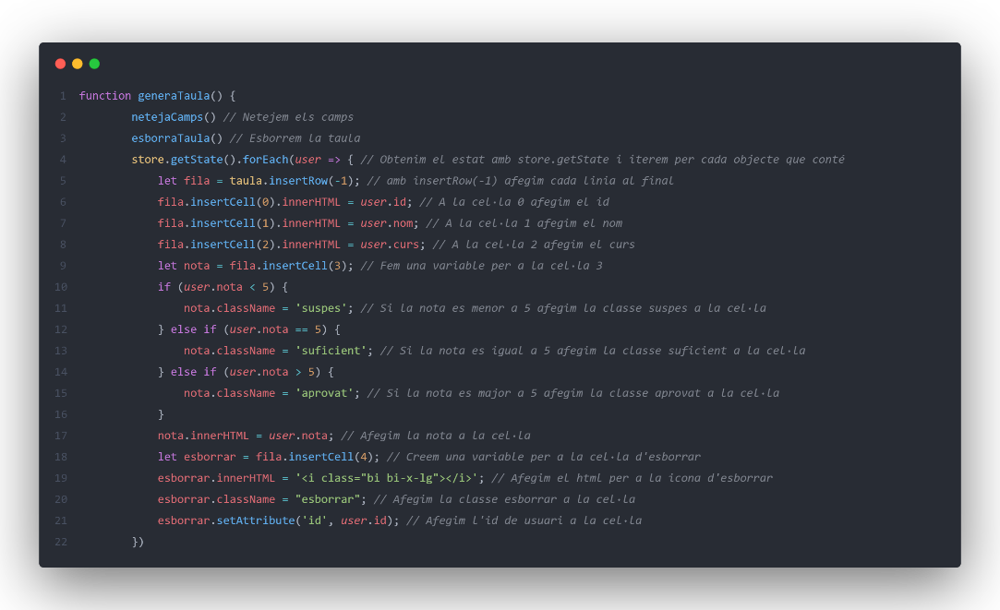 1 function generaTaula() {
2 netejaCamps() // Netejem els camps
3 esborraTaula() // Esborrem la taula
4 store.getState().forEach(user => { // Obtenim el estat amb store.getState i iterem per cada objecte que conté
5 let fila = taula.insertRow(-1); // amb insertRow(-1) afegim cada linia al final
6 fila.insertCell(0).innerHTML = user.id; // A la cel·la 0 afegim el id
7 fila.insertCell(1).innerHTML = user.nom; // A la cel·la 1 afegim el nom
8 fila.insertCell(2).innerHTML = user.curs; // A la cel·la 2 afegim el curs
9 let nota = fila.insertCell(3); // Fem una variable per a la cel·la 3
10 if (user.nota < 5) {
11 nota.className = 'suspes'; // Si la nota es menor a 5 afegim la classe suspes a la cel·la
12 } else if (user.nota == 5) {
13 nota.className = 'suficient'; // Si la nota es igual a 5 afegim la classe suficient a la cel·la
14 } else if (user.nota > 5) {
15 nota.className = 'aprovat'; // Si la nota es major a 5 afegim la classe aprovat a la cel·la
16 }
17 nota.innerHTML = user.nota; // Afegim la nota a la cel·la
18 let esborrar = fila.insertCell(4); // Creem una variable per a la cel·la d'esborrar
19 esborrar.innerHTML = '<i class="bi bi-x-lg"></i>'; // Afegim el html per a la icona d'esborrar
20 esborrar.className = "esborrar"; // Afegim la classe esborrar a la cel·la
21 esborrar.setAttribute('id', user.id); // Afegim l'id de usuari a la cel·la
22 })